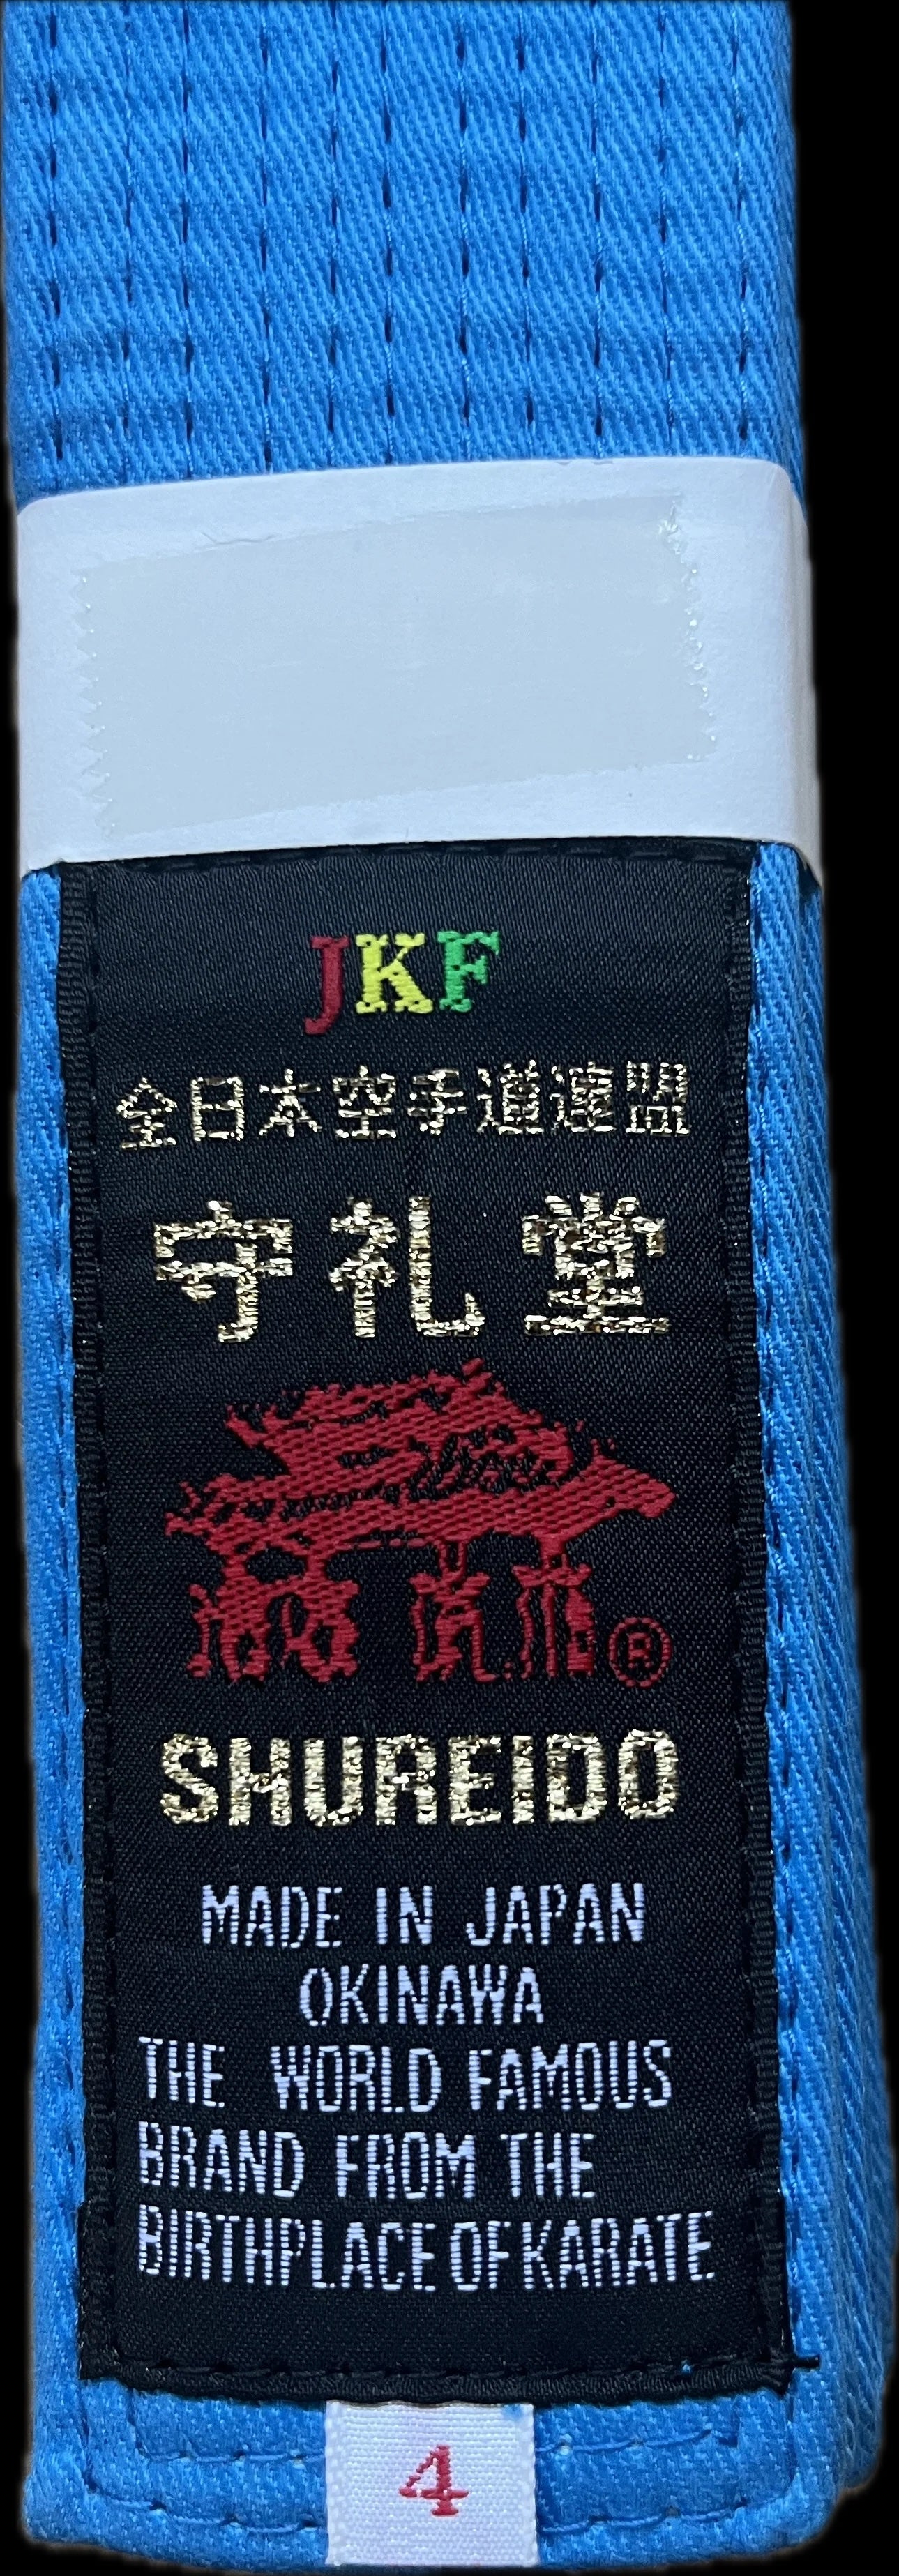 JKF
全日本空手道連盟
守礼堂
®
SHUREIDO
MADE IN JAPAN
OKINAWA
THE WORLD FAMOUS
BRAND FROM THE
BIRTHPLACE OF KARATE
4